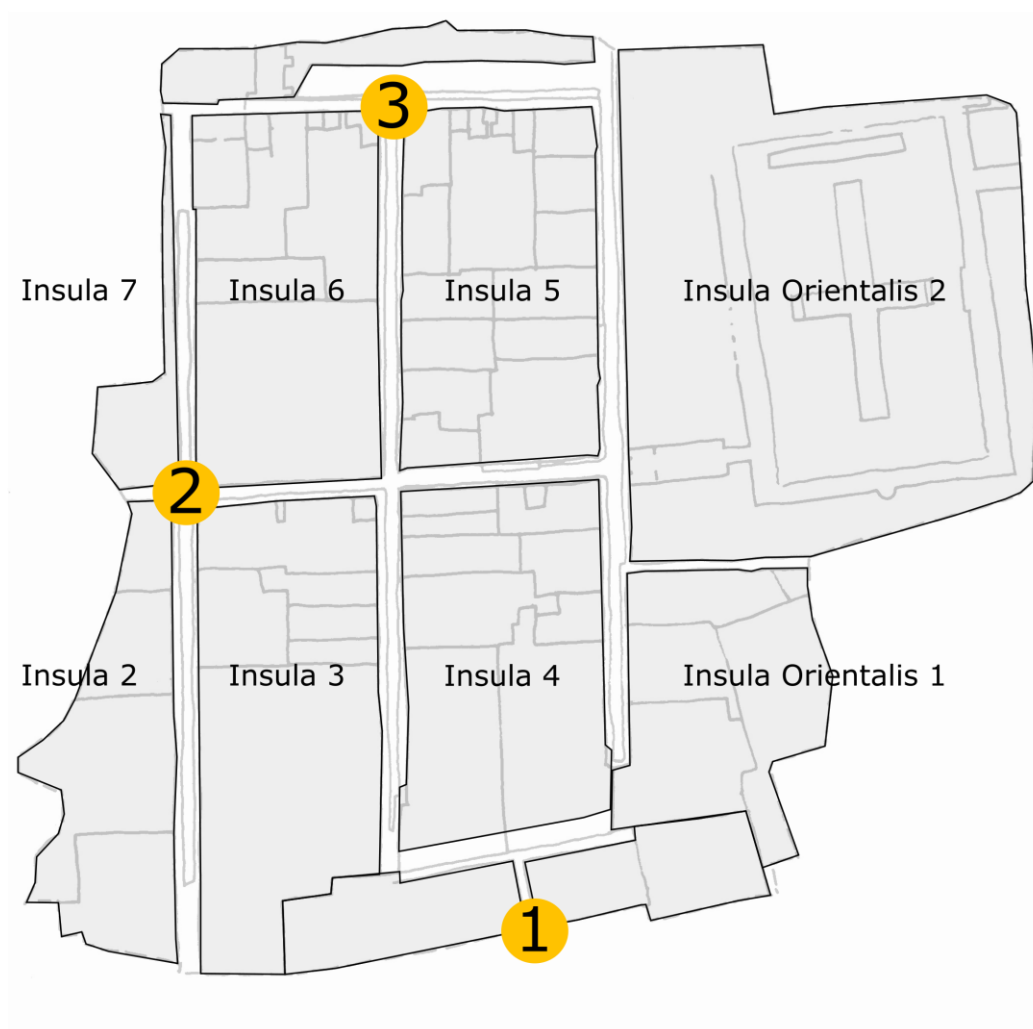 3
Insula 7
Insula 6
Insula 5
Insula Orientalis 2
2
Insula 2
Insula 3
Insula 4
Insula Orientalis 1
1